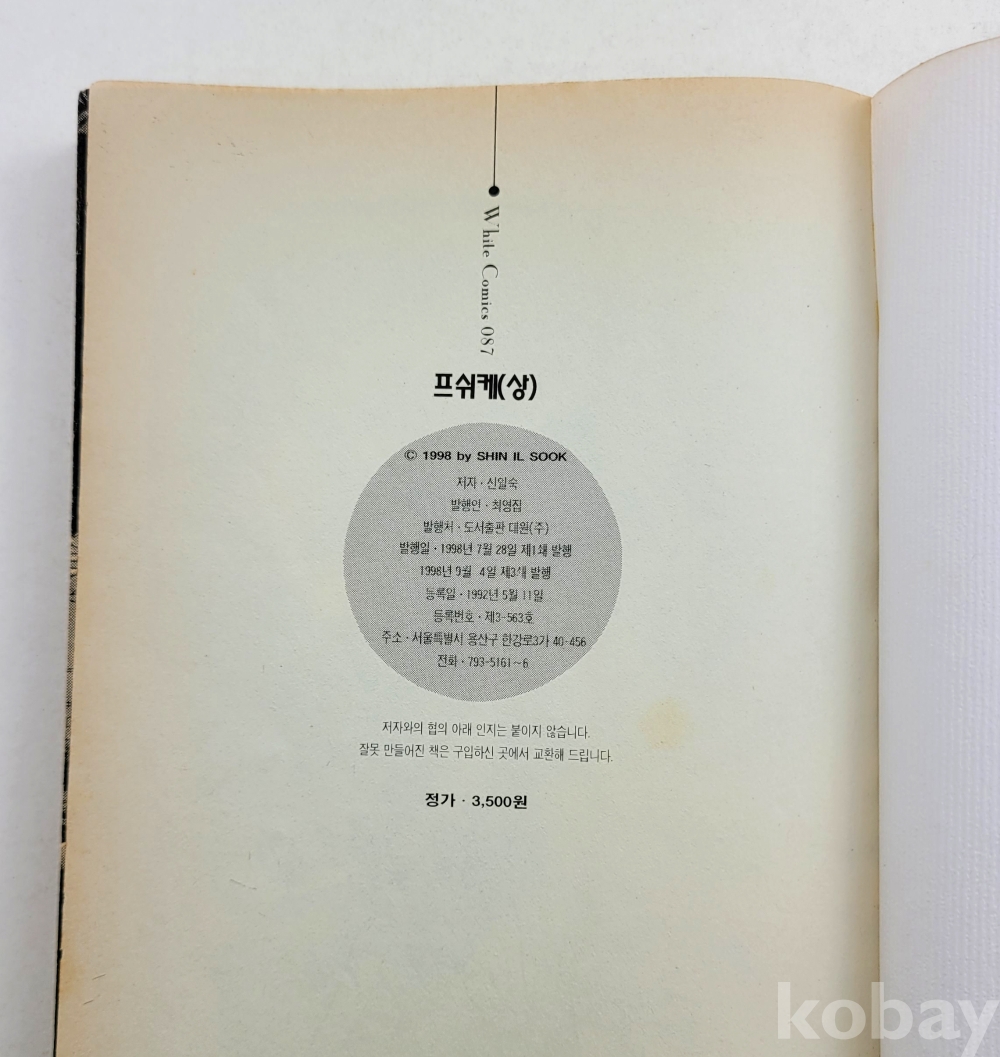 White Comics 087
프쉬케(상)
© 1998 by SHIN IL SOOK
저자 · 신일숙
발행인 · 최영집
발행처 · 도서출판 대원(주)
발행일 · 1998년 7월 28일 제1쇄 발행
1998년 9월 4일 제3쇄 발행
등록일 · 1992년 5월 11일
등록번호 · 제3-563호
주소 · 서울특별시 용산구 한강로3가 40-456
전화 · 793-5161~6
저자와의 협의 아래 인지는 붙이지 않습니다.
잘못 만들어진 책은 구입하신 곳에서 교환해 드립니다.
정가 · 3,500원
kobay